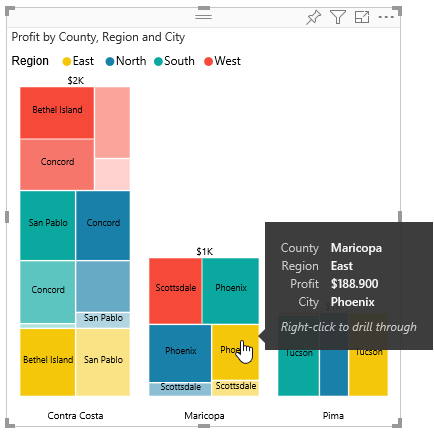 Profit by County, Region and City
Region East North South West
$2K
Bethel Island
Concord
San Pablo
Concord
Concord
San Pablo
Bethel Island
San Pablo
$1K
Scottsdale
Phoenix
Phoenix
Scottsdale
Scottsdale
County Maricopa
Region East
Profit $188.900
City Phoenix
Right-click to drill through
Tucson
Tucson
Contra Costa
Maricopa
Pima